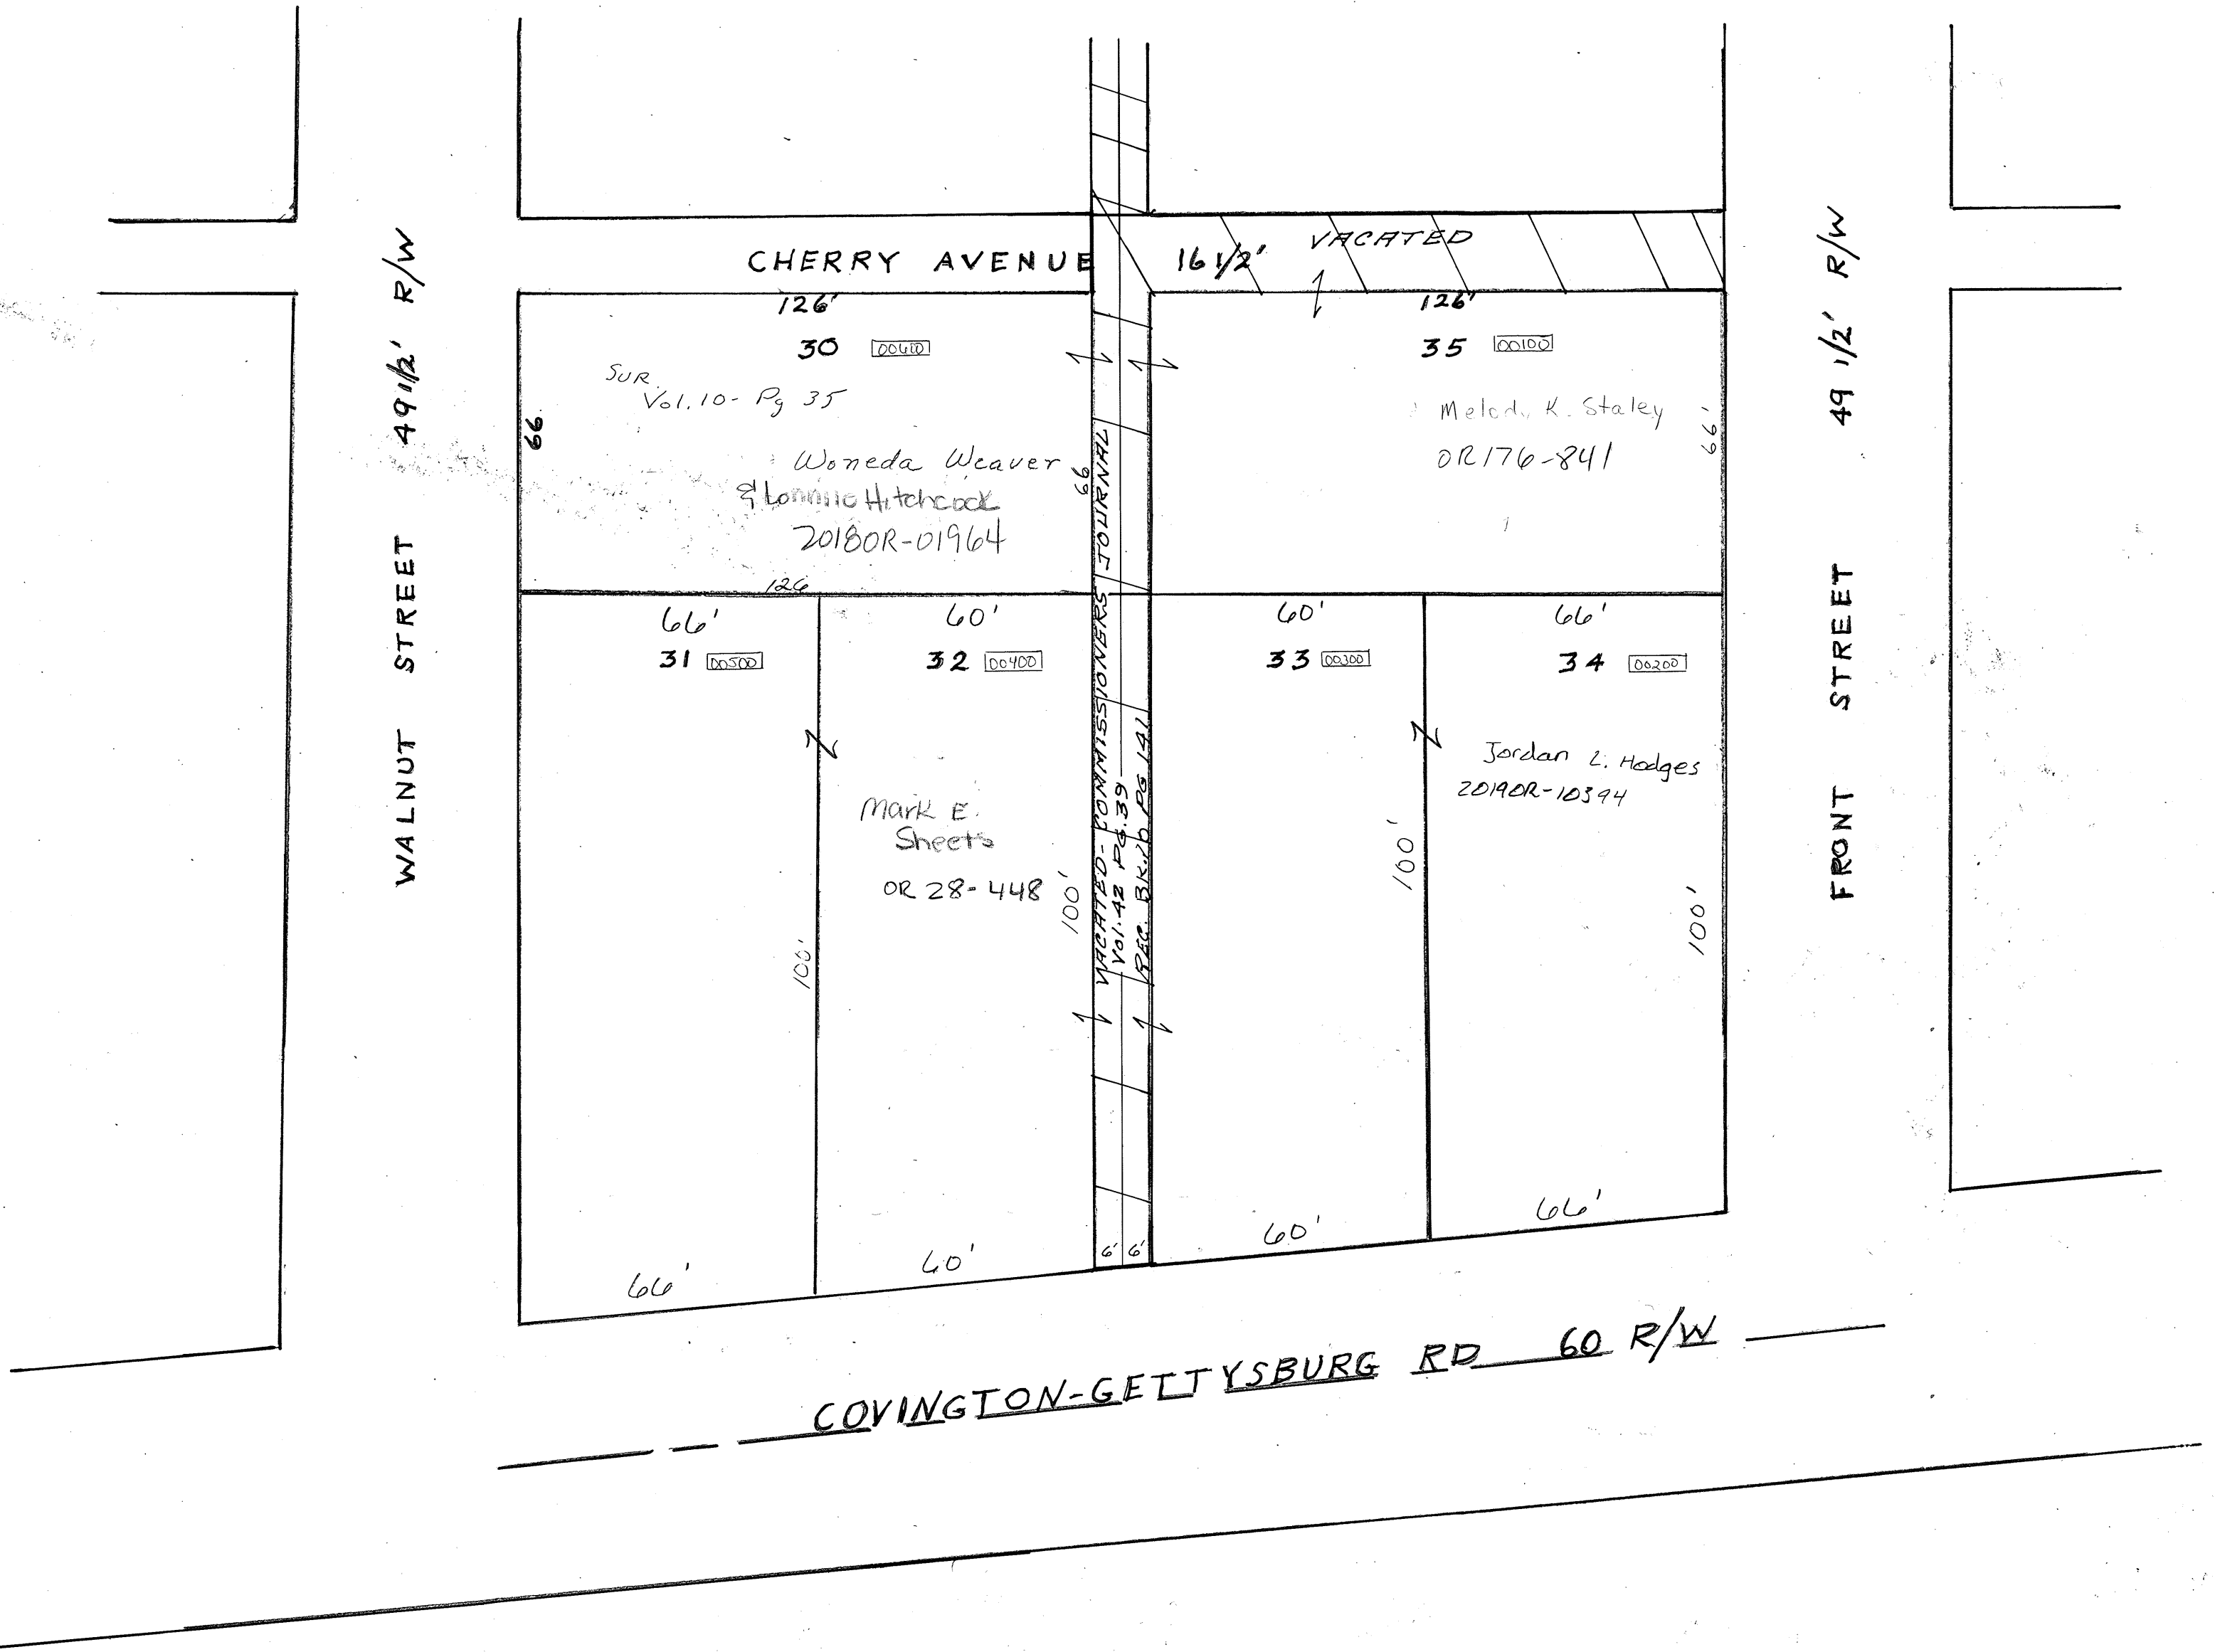 CHERRY AVENUE 16 1/2' VACATED
126'
30
SUR.
Vol. 10 - Pg 35
66
Woneda Weaver
& Lonnie Hitchcock
2018OR-01964
66
126
126'
35 00100
Melody K. Staley
OR176-841
66'
66'
31 00500
60'
32 00400
60'
33 00300
66'
34 00200
Mark E.
Sheets
OR 28-448
100'
100'
Jordan L. Hodges
2019OR-10394
100'
100'
VACATED - COMMISSIONERS JOURNAL
Vol. 42 PG. 39
REC. BK. 16 PG 141
66'
60'
6' 6'
60'
66'
WALNUT STREET 49 1/2' R/W
FRONT STREET 49 1/2' R/W
COVINGTON-GETTYSBURG RD 60 R/W